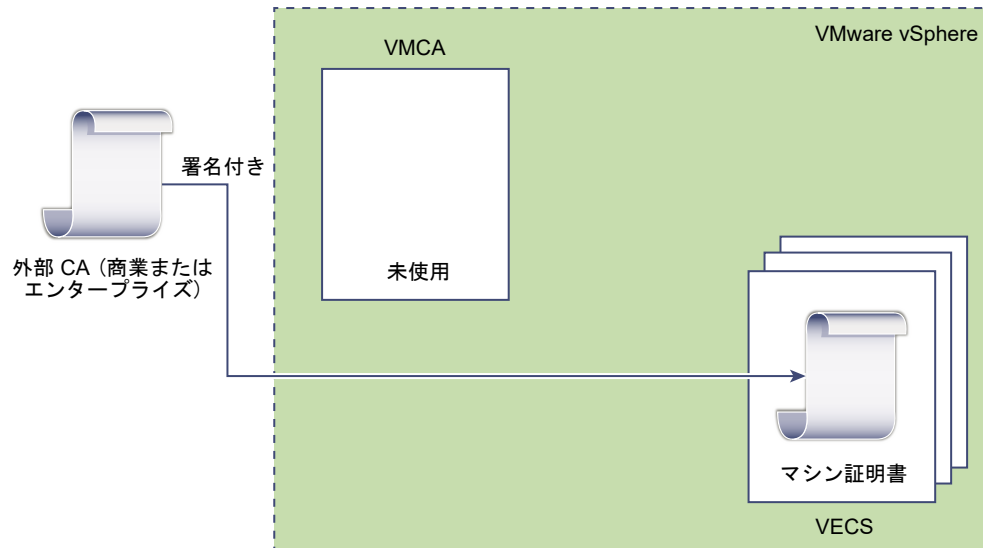 VMware vSphere
VMCA
署名付き
外部 CA（商業または
エンタープライズ）
未使用
マシン証明書
VECS